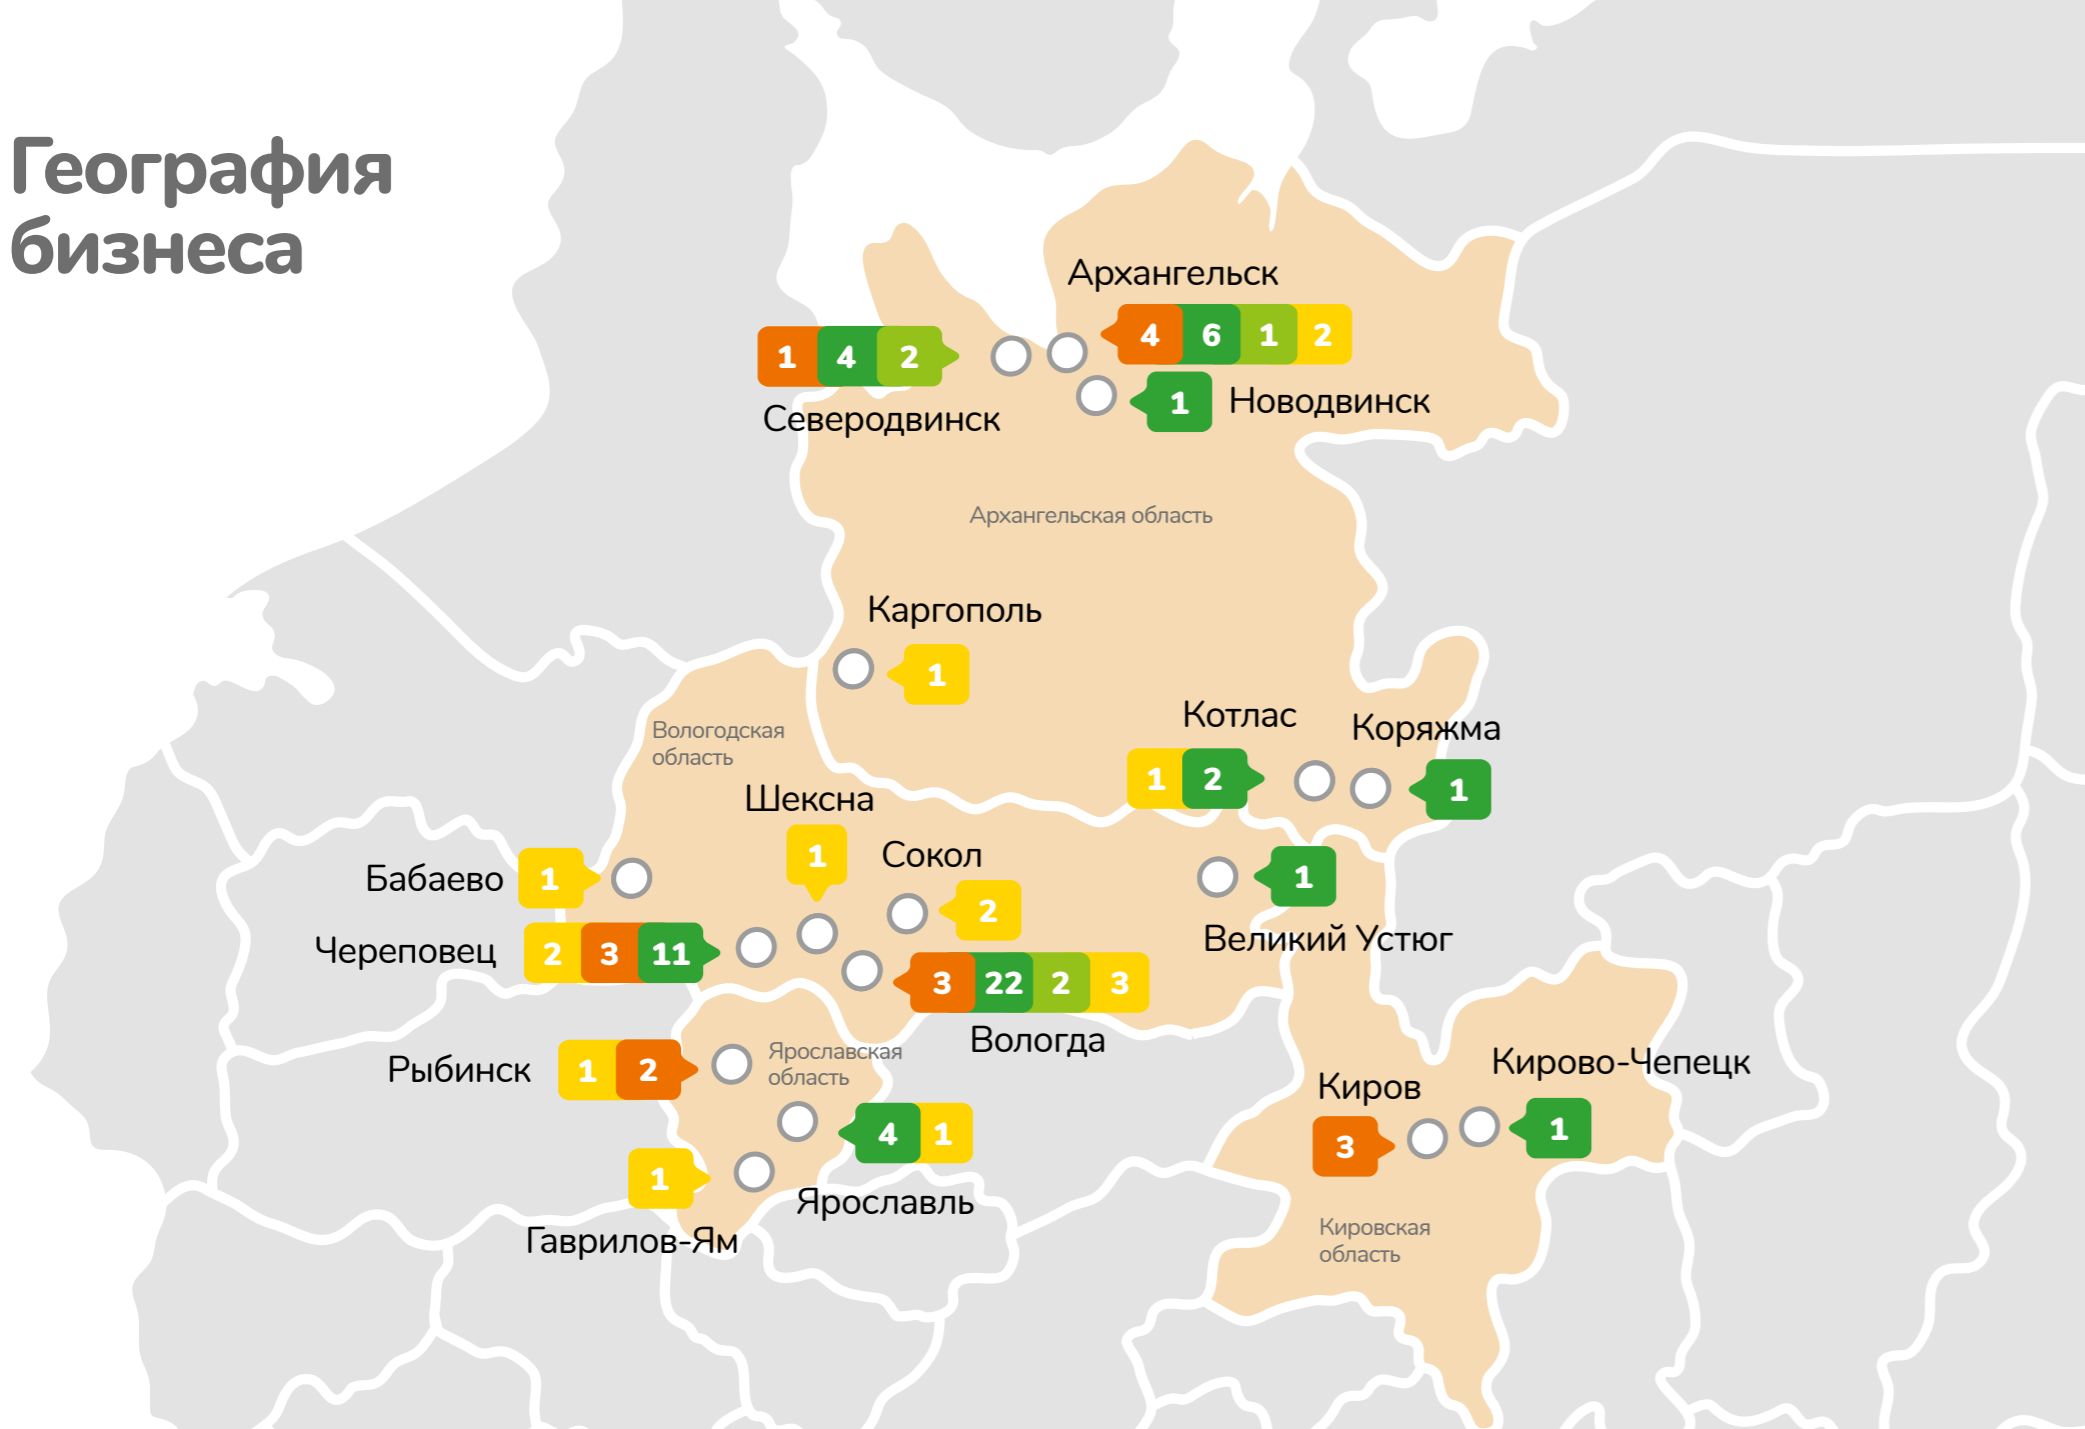 География
бизнеса
Архангельск
4 6 1 2
1 4 2
Северодвинск
1 Новодвинск
Архангельская область
Каргополь
1
Вологодская
область
Котлас
Коряжма
1 2
1
Шексна
1
Сокол
2
Бабаево 1
1
Великий Устюг
Череповец 2 3 11
3 22 2 3
Вологда
Рыбинск 1 2
Ярославская
область
4 1
Ярославль
1
Гаврилов-Ям
Киров
3
Кирово-Чепецк
1
Кировская
область